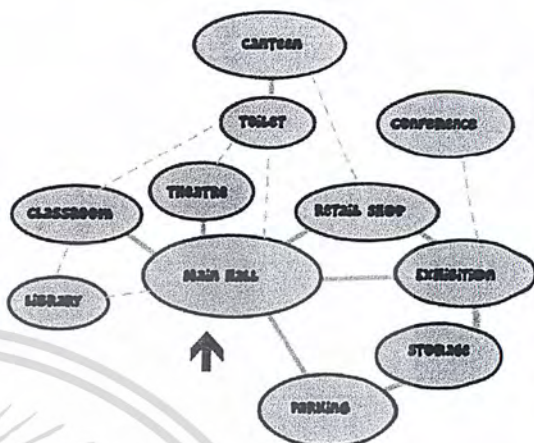 CANTEEN
TOILET
CONFERENCE
THEATRE
CLASSROOM
RETAIL SHOP
MAIN HALL
EXHIBITION
LIBRARY
STORAGE
PARKING